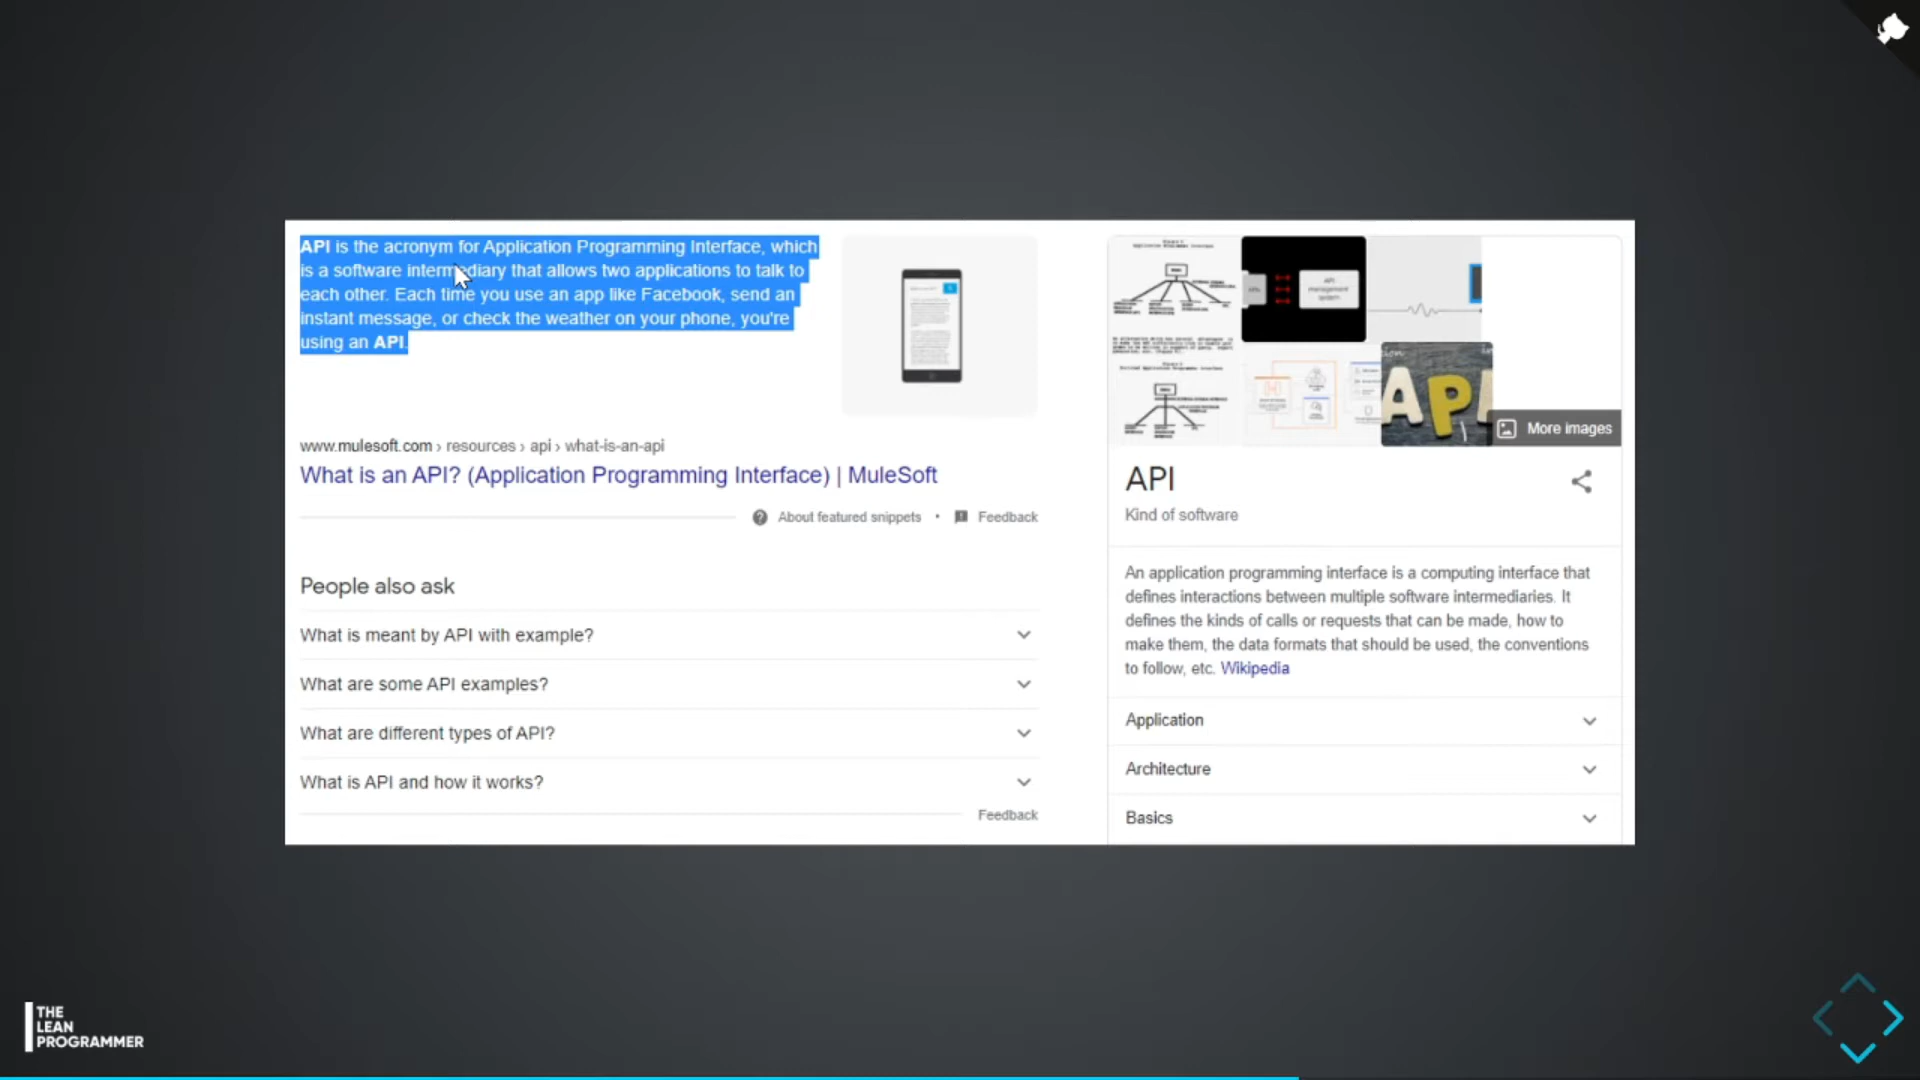 API is the acronym for Application Programming Interface, which
is a software intermediary that allows two applications to talk to
each other. Each time you use an app like Facebook, send an
instant message, or check the weather on your phone, you're
using an API.
www.mulesoft.com › resources › api › what-is-an-api
What is an API? (Application Programming Interface) | MuleSoft
About featured snippets • Feedback
People also ask
What is meant by API with example?
What are some API examples?
What are different types of API?
What is API and how it works?
Feedback
API
management
system
API
More images
API
Kind of software
An application programming interface is a computing interface that
defines interactions between multiple software intermediaries. It
defines the kinds of calls or requests that can be made, how to
make them, the data formats that should be used, the conventions
to follow, etc. Wikipedia
Application
Architecture
Basics
THE
LEAN
PROGRAMMER